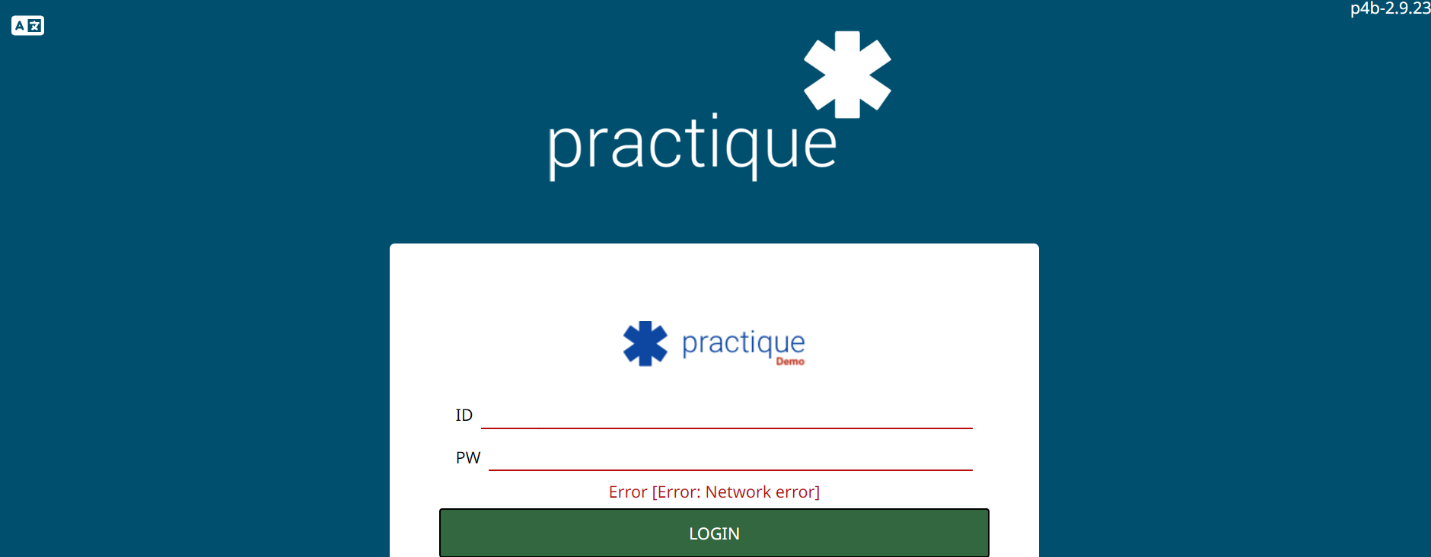 p4b-2.9.23
practique
practique
Demo
ID
PW
Error [Error: Network error]
LOGIN